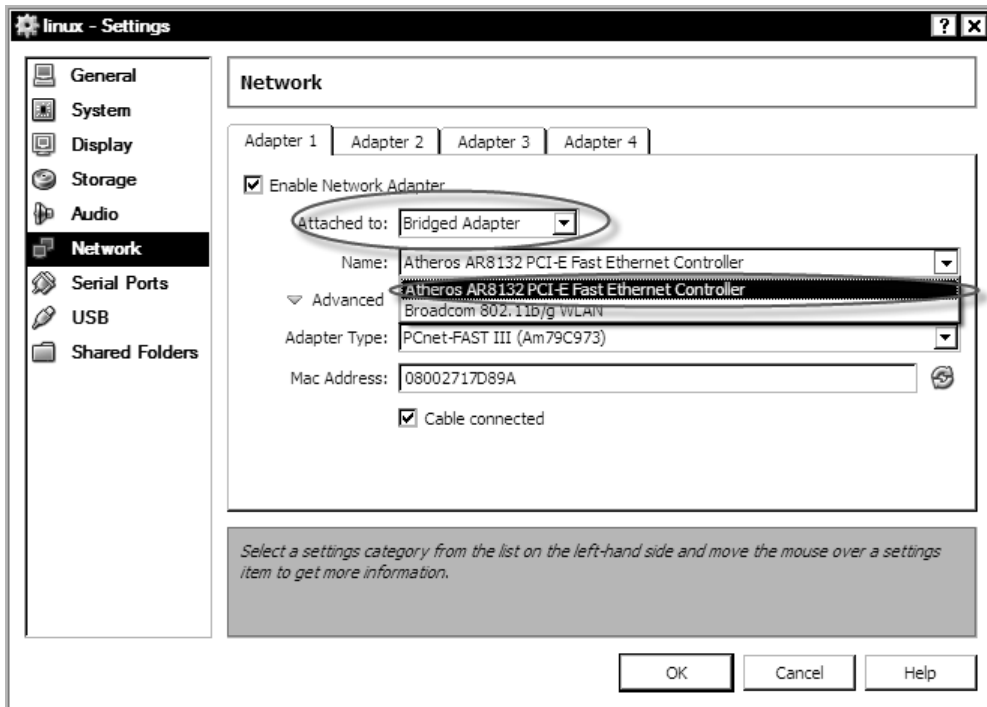 linux - Settings
? X
General
System
Display
Storage
Audio
Network
Serial Ports
USB
Shared Folders
Network
Adapter 1 Adapter 2 Adapter 3 Adapter 4
Enable Network Adapter
Attached to: Bridged Adapter
Name: Atheros AR8132 PCI-E Fast Ethernet Controller
Atheros AR8132 PCI-E Fast Ethernet Controller
Advanced
Broadcom 802.11b/g WLAN
Adapter Type: PCnet-FAST III (Am79C973)
Mac Address: 08002717D89A
Cable connected
Select a settings category from the list on the left-hand side and move the mouse over a settings
item to get more information.
OK Cancel Help